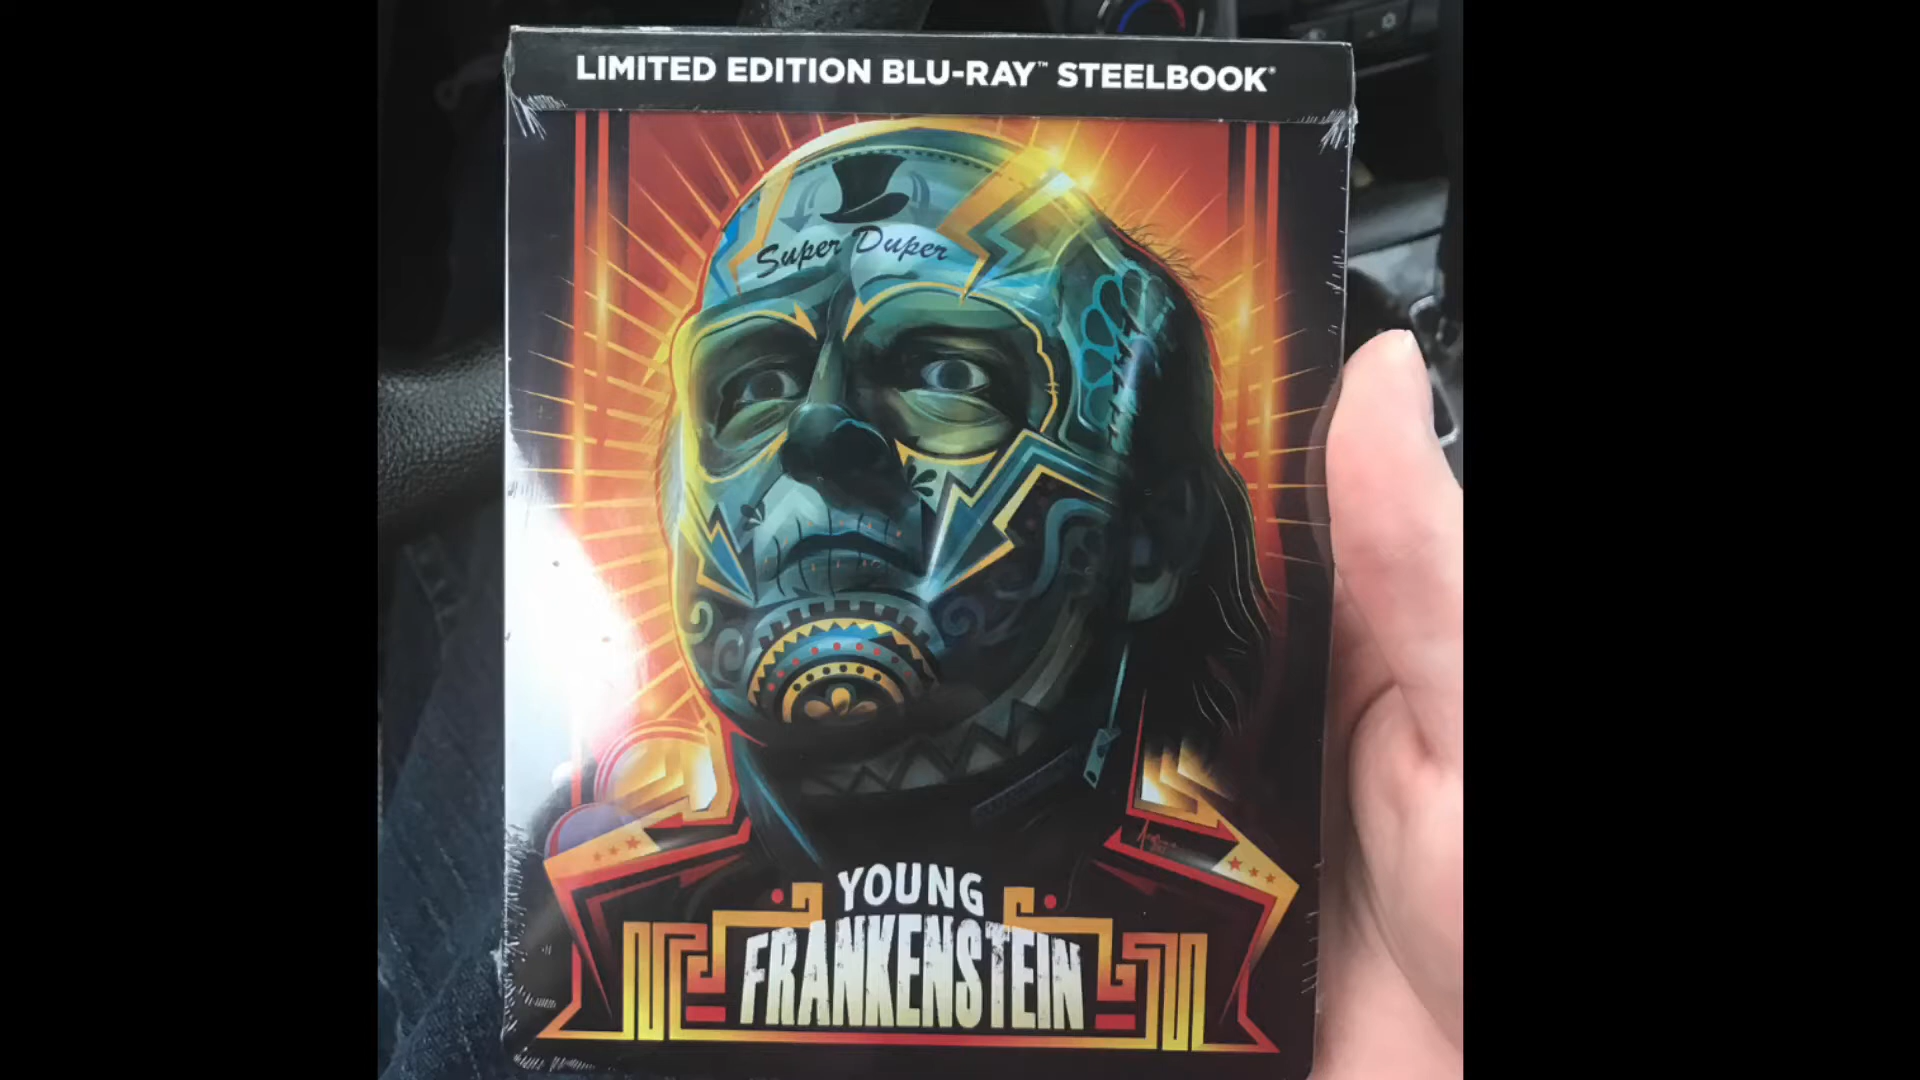 LIMITED EDITION BLU-RAY™ STEELBOOK®
Super Duper
YOUNG
FRANKENSTEIN